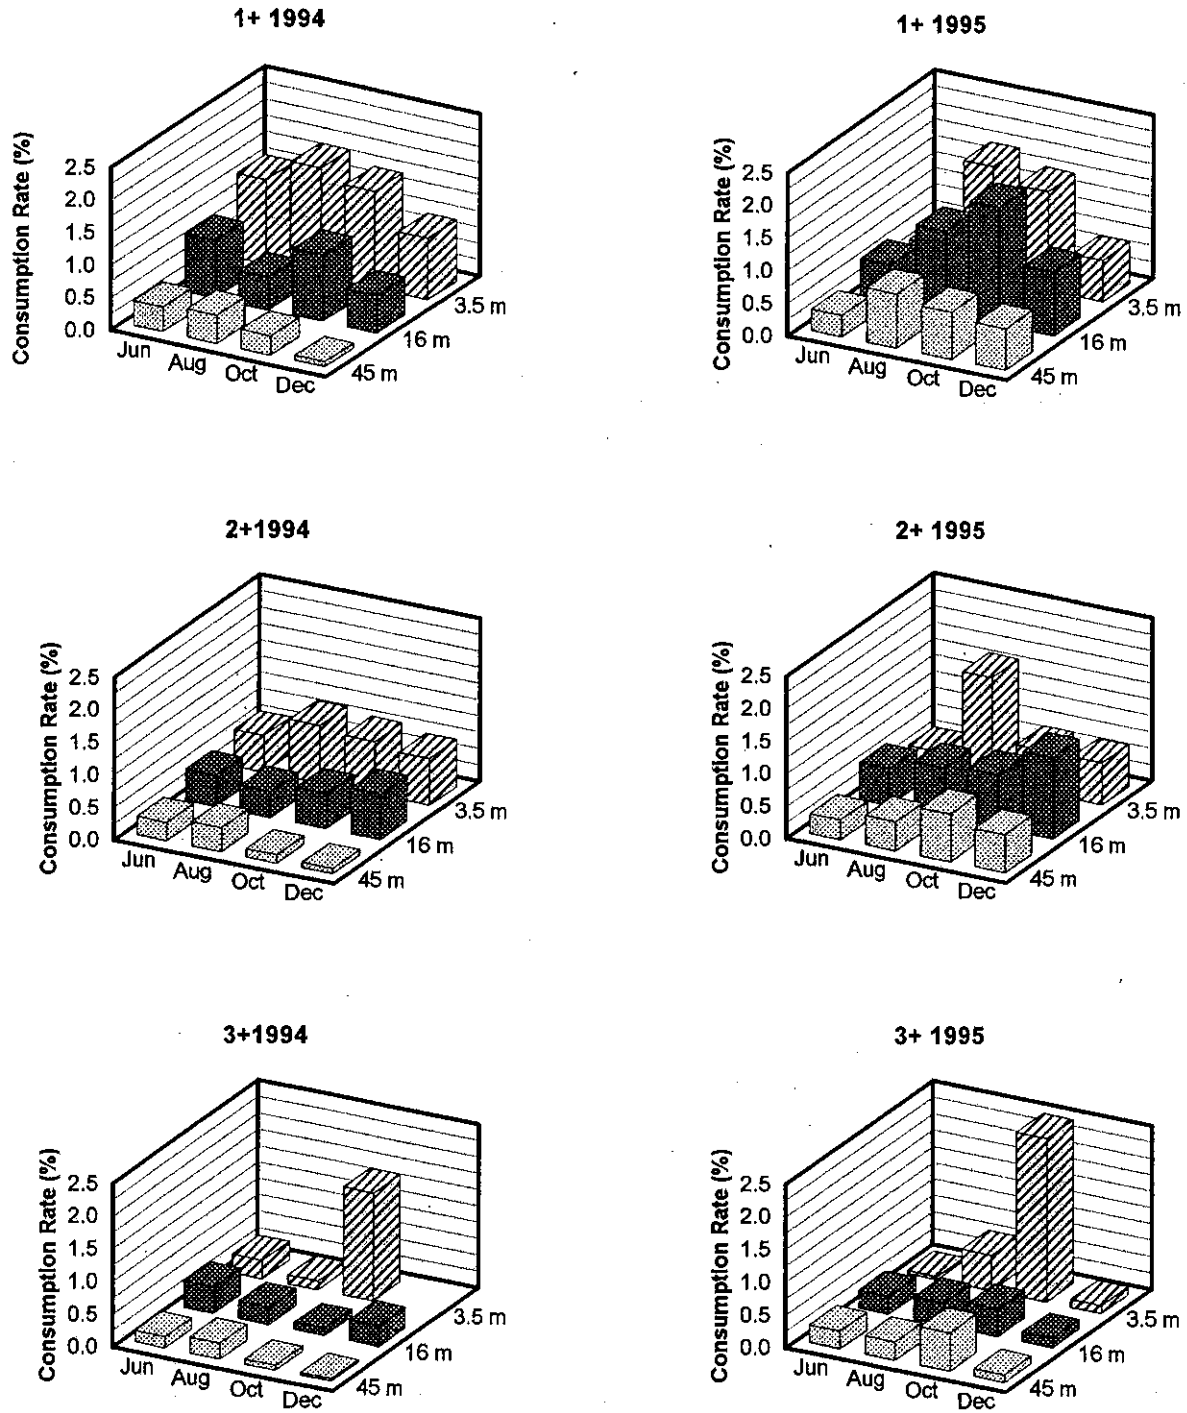 1+ 1994
Consumption Rate (%)
2.5
2.0
1.5
1.0
0.5
0.0
Jun
Aug
Oct
Dec
45 m
16 m
3.5 m
1+ 1995
Consumption Rate (%)
2.5
2.0
1.5
1.0
0.5
0.0
Jun
Aug
Oct
Dec
45 m
16 m
3.5 m
2+1994
Consumption Rate (%)
2.5
2.0
1.5
1.0
0.5
0.0
Jun
Aug
Oct
Dec
45 m
16 m
3.5 m
2+ 1995
Consumption Rate (%)
2.5
2.0
1.5
1.0
0.5
0.0
Jun
Aug
Oct
Dec
45 m
16 m
3.5 m
3+1994
Consumption Rate (%)
2.5
2.0
1.5
1.0
0.5
0.0
Jun
Aug
Oct
Dec
45 m
16 m
3.5 m
3+ 1995
Consumption Rate (%)
2.5
2.0
1.5
1.0
0.5
0.0
Jun
Aug
Oct
Dec
45 m
16 m
3.5 m